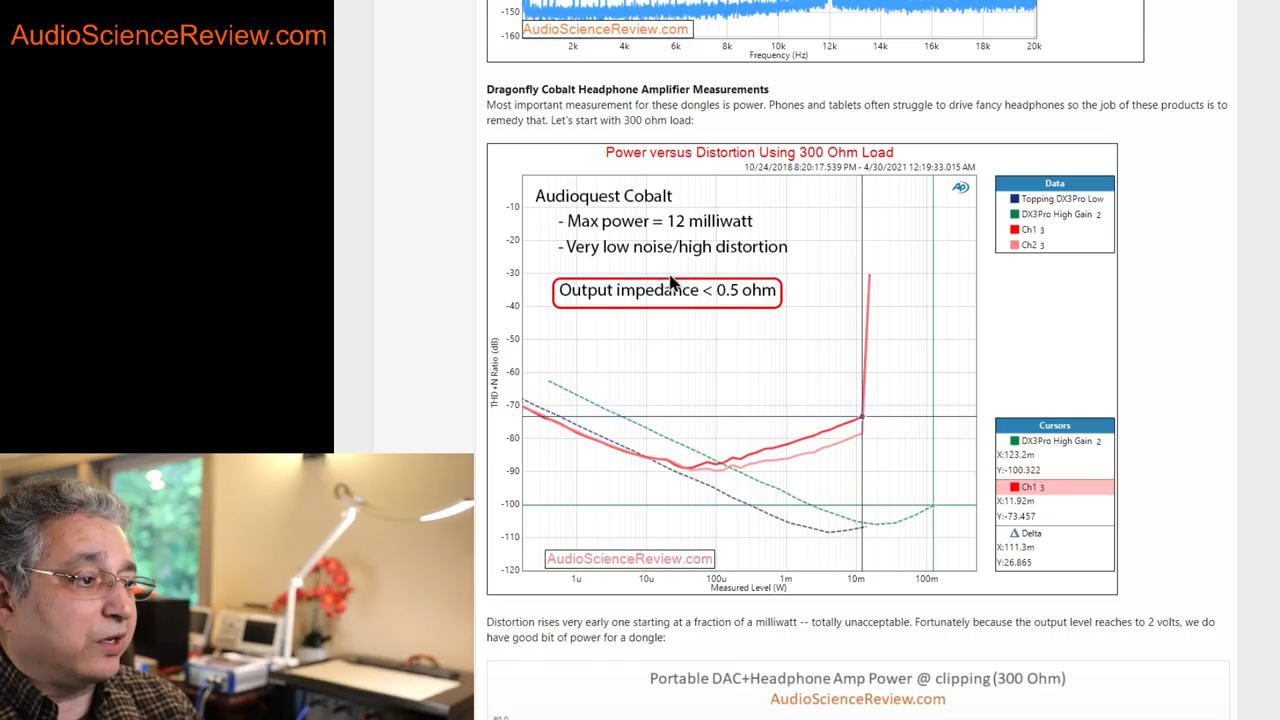 AudioScienceReview.com
-150
-160
AudioScienceReview.com
2k 4k 6k 8k 10k 12k 14k 16k 18k 20k
Frequency (Hz)
Dragonfly Cobalt Headphone Amplifier Measurements
Most important measurement for these dongles is power. Phones and tablets often struggle to drive fancy headphones so the job of these products is to
remedy that. Let's start with 300 ohm load:
Power versus Distortion Using 300 Ohm Load
10/24/2018 8:20:17.539 PM - 4/30/2021 12:19:33.015 AM
Audioquest Cobalt
- Max power = 12 milliwatt
- Very low noise/high distortion
Output impedance < 0.5 ohm
AP
-10
-20
-30
-40
-50
-60
-70
-80
-90
-100
-110
-120
THD+N Ratio (dB)
AudioScienceReview.com
1u 10u 100u 1m 10m 100m
Measured Level (W)
Data
Topping DX3Pro Low
DX3Pro High Gain 2
Ch1 3
Ch2 3
Cursors
DX3Pro High Gain 2
X:123.2m
Y:-100.322
Ch1 3
X:11.92m
Y:-73.457
Delta
X:111.3m
Y:26.865
Distortion rises very early one starting at a fraction of a milliwatt -- totally unacceptable. Fortunately because the output level reaches to 2 volts, we do
have good bit of power for a dongle:
Portable DAC+Headphone Amp Power @ clipping (300 Ohm)
AudioScienceReview.com
80.0